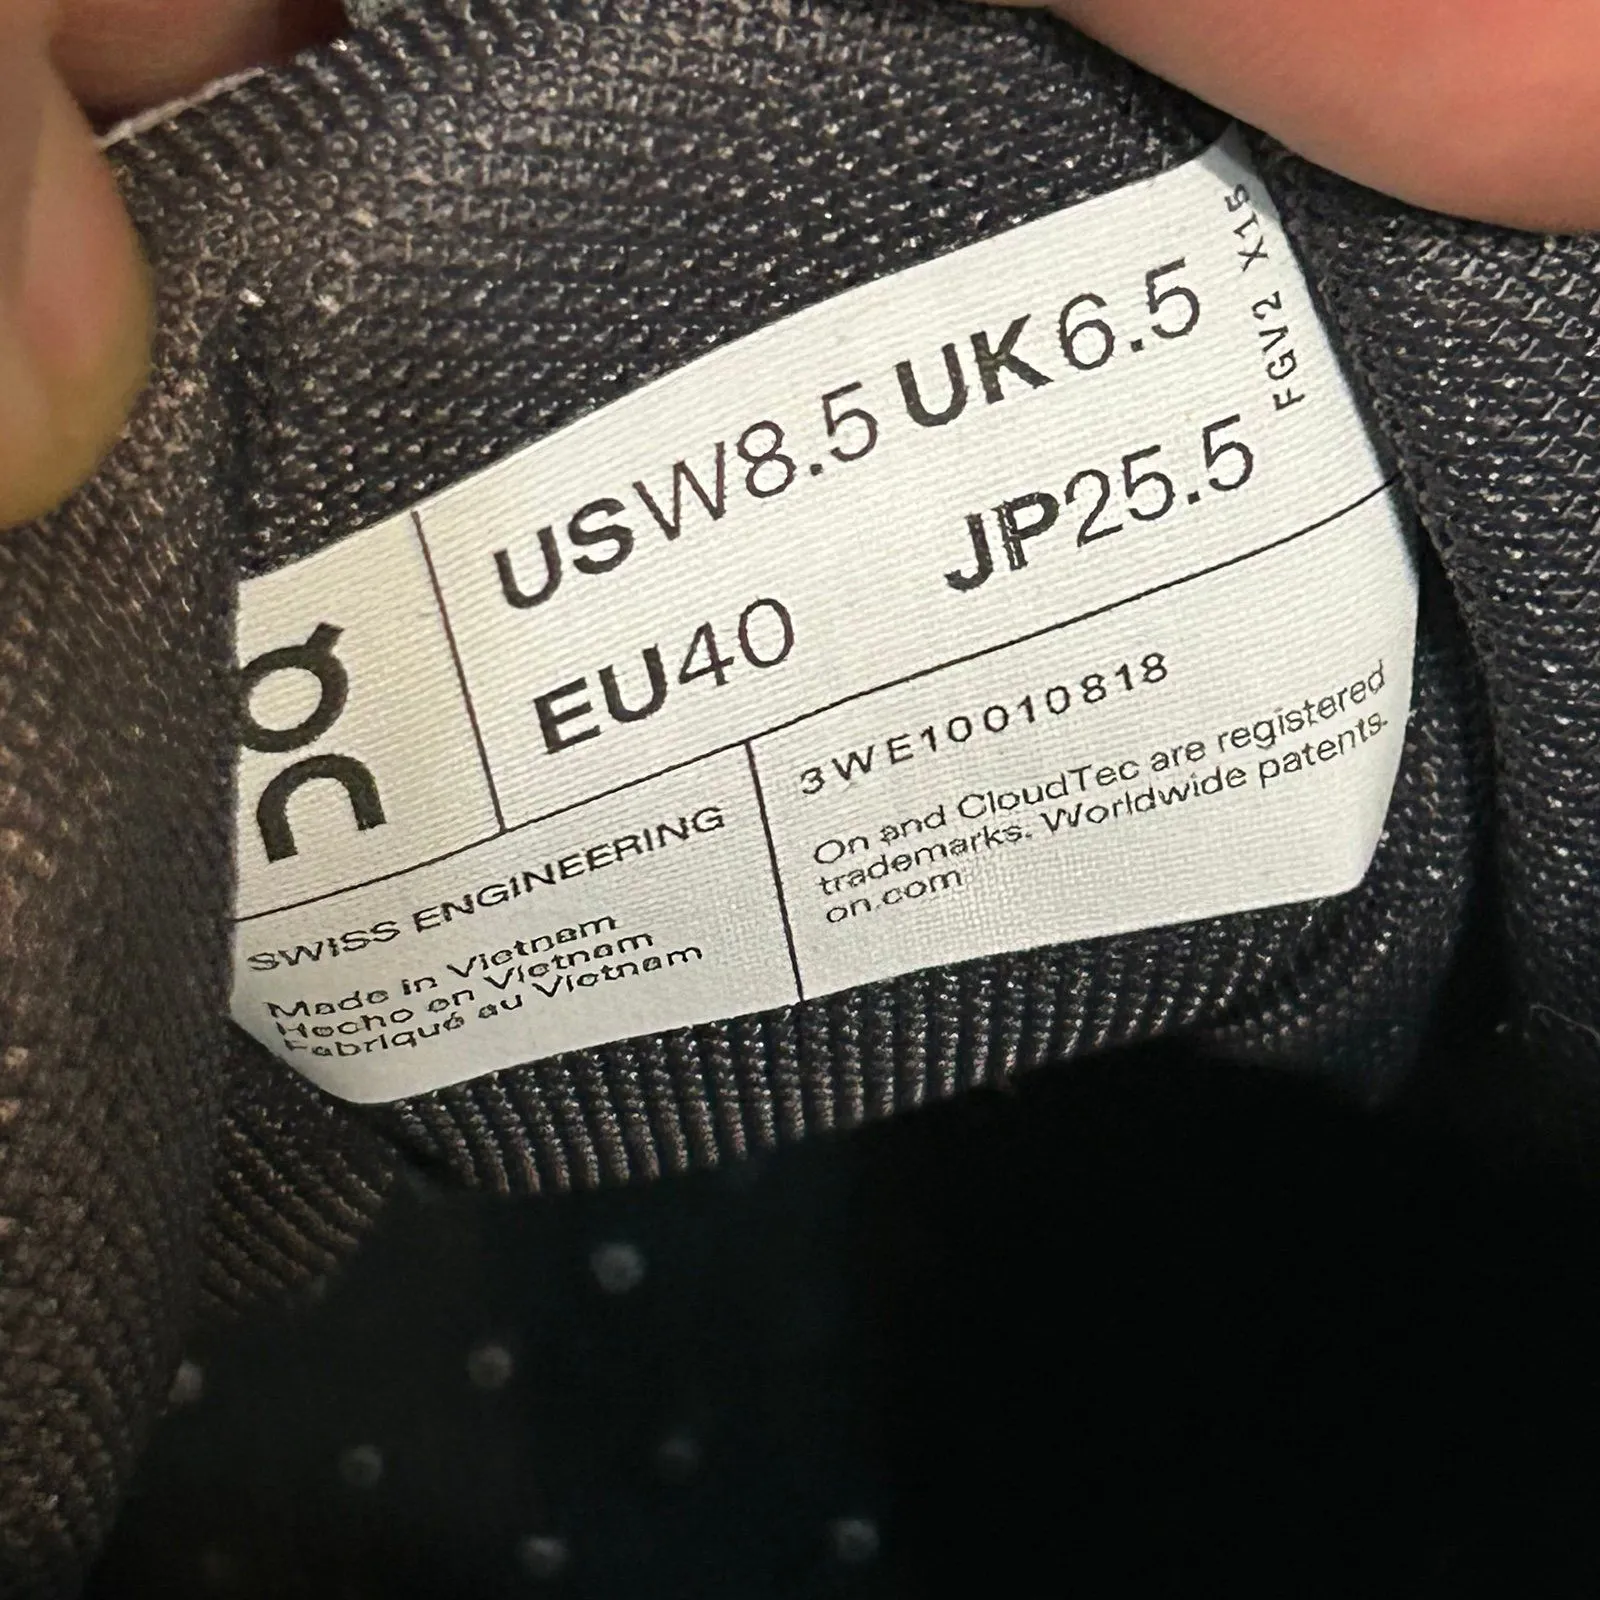 on
USW8.5 UK6.5
EU40 JP25.5
FGV2 X15
SWISS ENGINEERING
Made in Vietnam
Hecho en Vietnam
Fabriqué au Vietnam
3WE10010818
On and CloudTec are registered
trademarks. Worldwide patents.
on.com